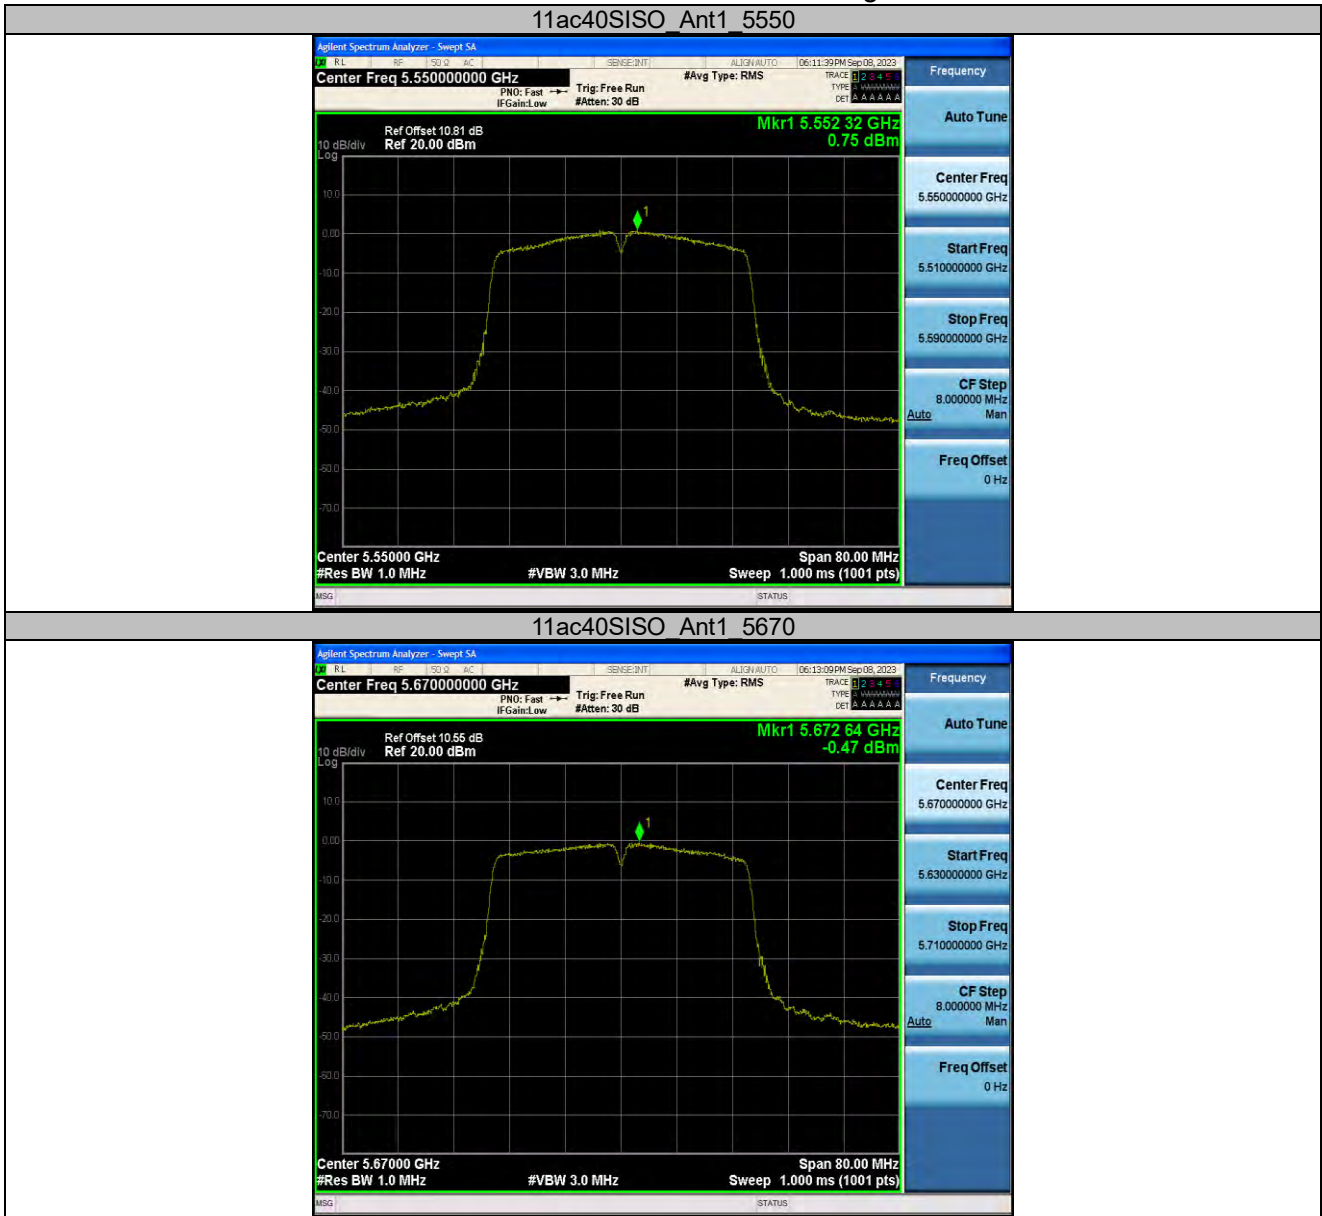 11ac40SISO_Ant1_5550
Agilent Spectrum Analyzer - Swept SA
RL RF 50 Ω AC SENSE:INT ALIGN AUTO 06:11:39 PM Sep 08, 2023
Center Freq 5.550000000 GHz
PNO: Fast
IFGain:Low
Trig: Free Run
#Atten: 30 dB
#Avg Type: RMS
TRACE 1 2 3 4 5 6
TYPE A
DET A A A A A A
Ref Offset 10.81 dB
10 dB/div Ref 20.00 dBm
Log
Mkr1 5.552 32 GHz
0.75 dBm
10.0
0.00
-10.0
-20.0
-30.0
-40.0
-50.0
-60.0
-70.0
1
Center 5.55000 GHz
#Res BW 1.0 MHz
#VBW 3.0 MHz
Span 80.00 MHz
Sweep 1.000 ms (1001 pts)
MSG
STATUS
Frequency
Auto Tune
Center Freq
5.550000000 GHz
Start Freq
5.510000000 GHz
Stop Freq
5.590000000 GHz
CF Step
8.000000 MHz
Auto Man
Freq Offset
0 Hz
11ac40SISO_Ant1_5670
Agilent Spectrum Analyzer - Swept SA
RL RF 50 Ω AC SENSE:INT ALIGN AUTO 06:13:09 PM Sep 08, 2023
Center Freq 5.670000000 GHz
PNO: Fast
IFGain:Low
Trig: Free Run
#Atten: 30 dB
#Avg Type: RMS
TRACE 1 2 3 4 5 6
TYPE A
DET A A A A A A
Ref Offset 10.55 dB
10 dB/div Ref 20.00 dBm
Log
Mkr1 5.672 64 GHz
-0.47 dBm
10.0
0.00
-10.0
-20.0
-30.0
-40.0
-50.0
-60.0
-70.0
1
Center 5.67000 GHz
#Res BW 1.0 MHz
#VBW 3.0 MHz
Span 80.00 MHz
Sweep 1.000 ms (1001 pts)
MSG
STATUS
Frequency
Auto Tune
Center Freq
5.670000000 GHz
Start Freq
5.630000000 GHz
Stop Freq
5.710000000 GHz
CF Step
8.000000 MHz
Auto Man
Freq Offset
0 Hz